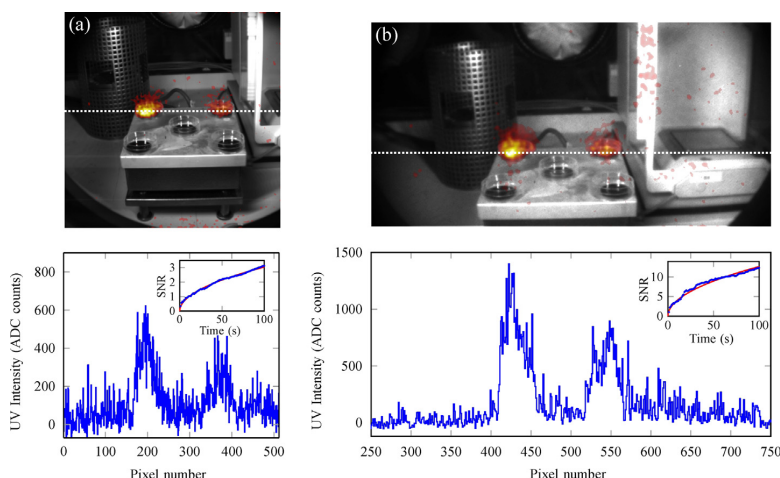 (a)
(b)
800
600
400
200
0
UV Intensity (ADC counts)
0 100 200 300 400 500
Pixel number
3
2
1
0
SNR
0 50 100
Time (s)
1500
1000
500
0
UV Intensity (ADC counts)
250 300 350 400 450 500 550 600 650 700 750
Pixel number
10
5
0
SNR
0 50 100
Time (s)